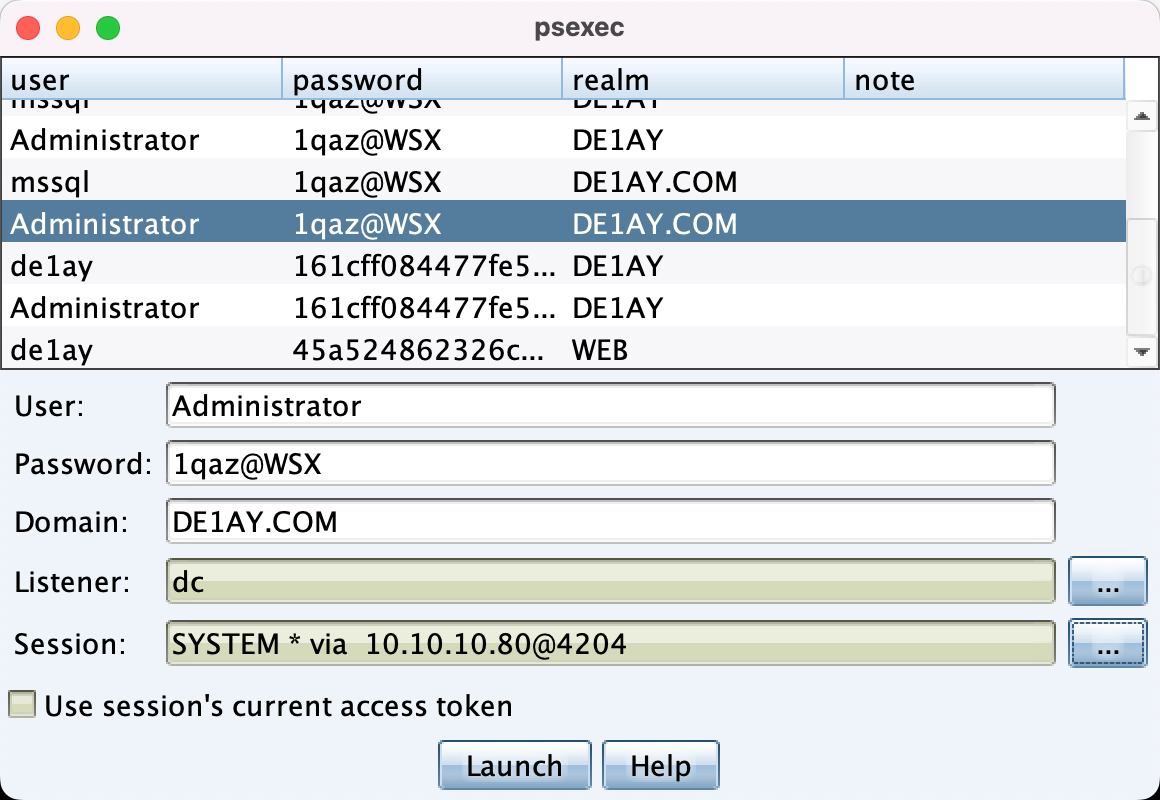 psexec
user password realm note
mssql 1qaz@WSX DE1AY
Administrator 1qaz@WSX DE1AY
mssql 1qaz@WSX DE1AY.COM
Administrator 1qaz@WSX DE1AY.COM
de1ay 161cff084477fe5... DE1AY
Administrator 161cff084477fe5... DE1AY
de1ay 45a524862326c... WEB
User: Administrator
Password: 1qaz@WSX
Domain: DE1AY.COM
Listener: dc ...
Session: SYSTEM * via 10.10.10.80@4204 ...
Use session's current access token
Launch Help